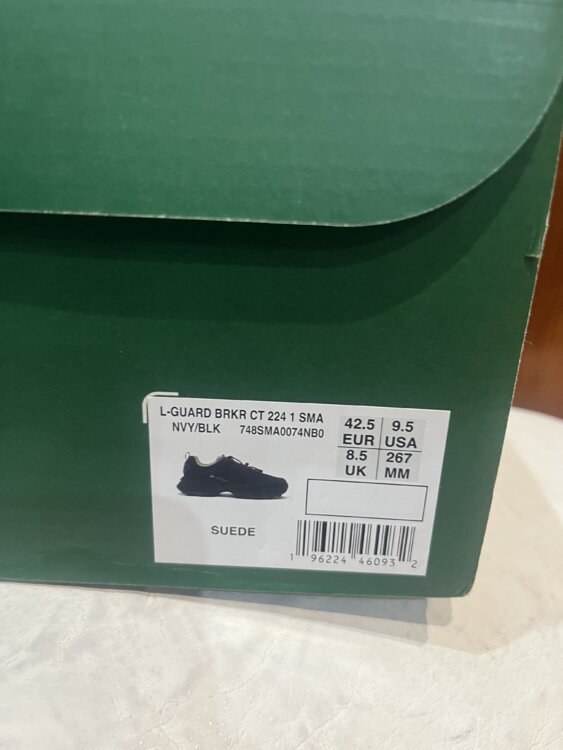 L-GUARD BRKR CT 224 1 SMA
NVY/BLK 748SMA0074NB0
42.5 9.5
EUR USA
8.5 267
UK MM
SUEDE
1 96224 46093 2